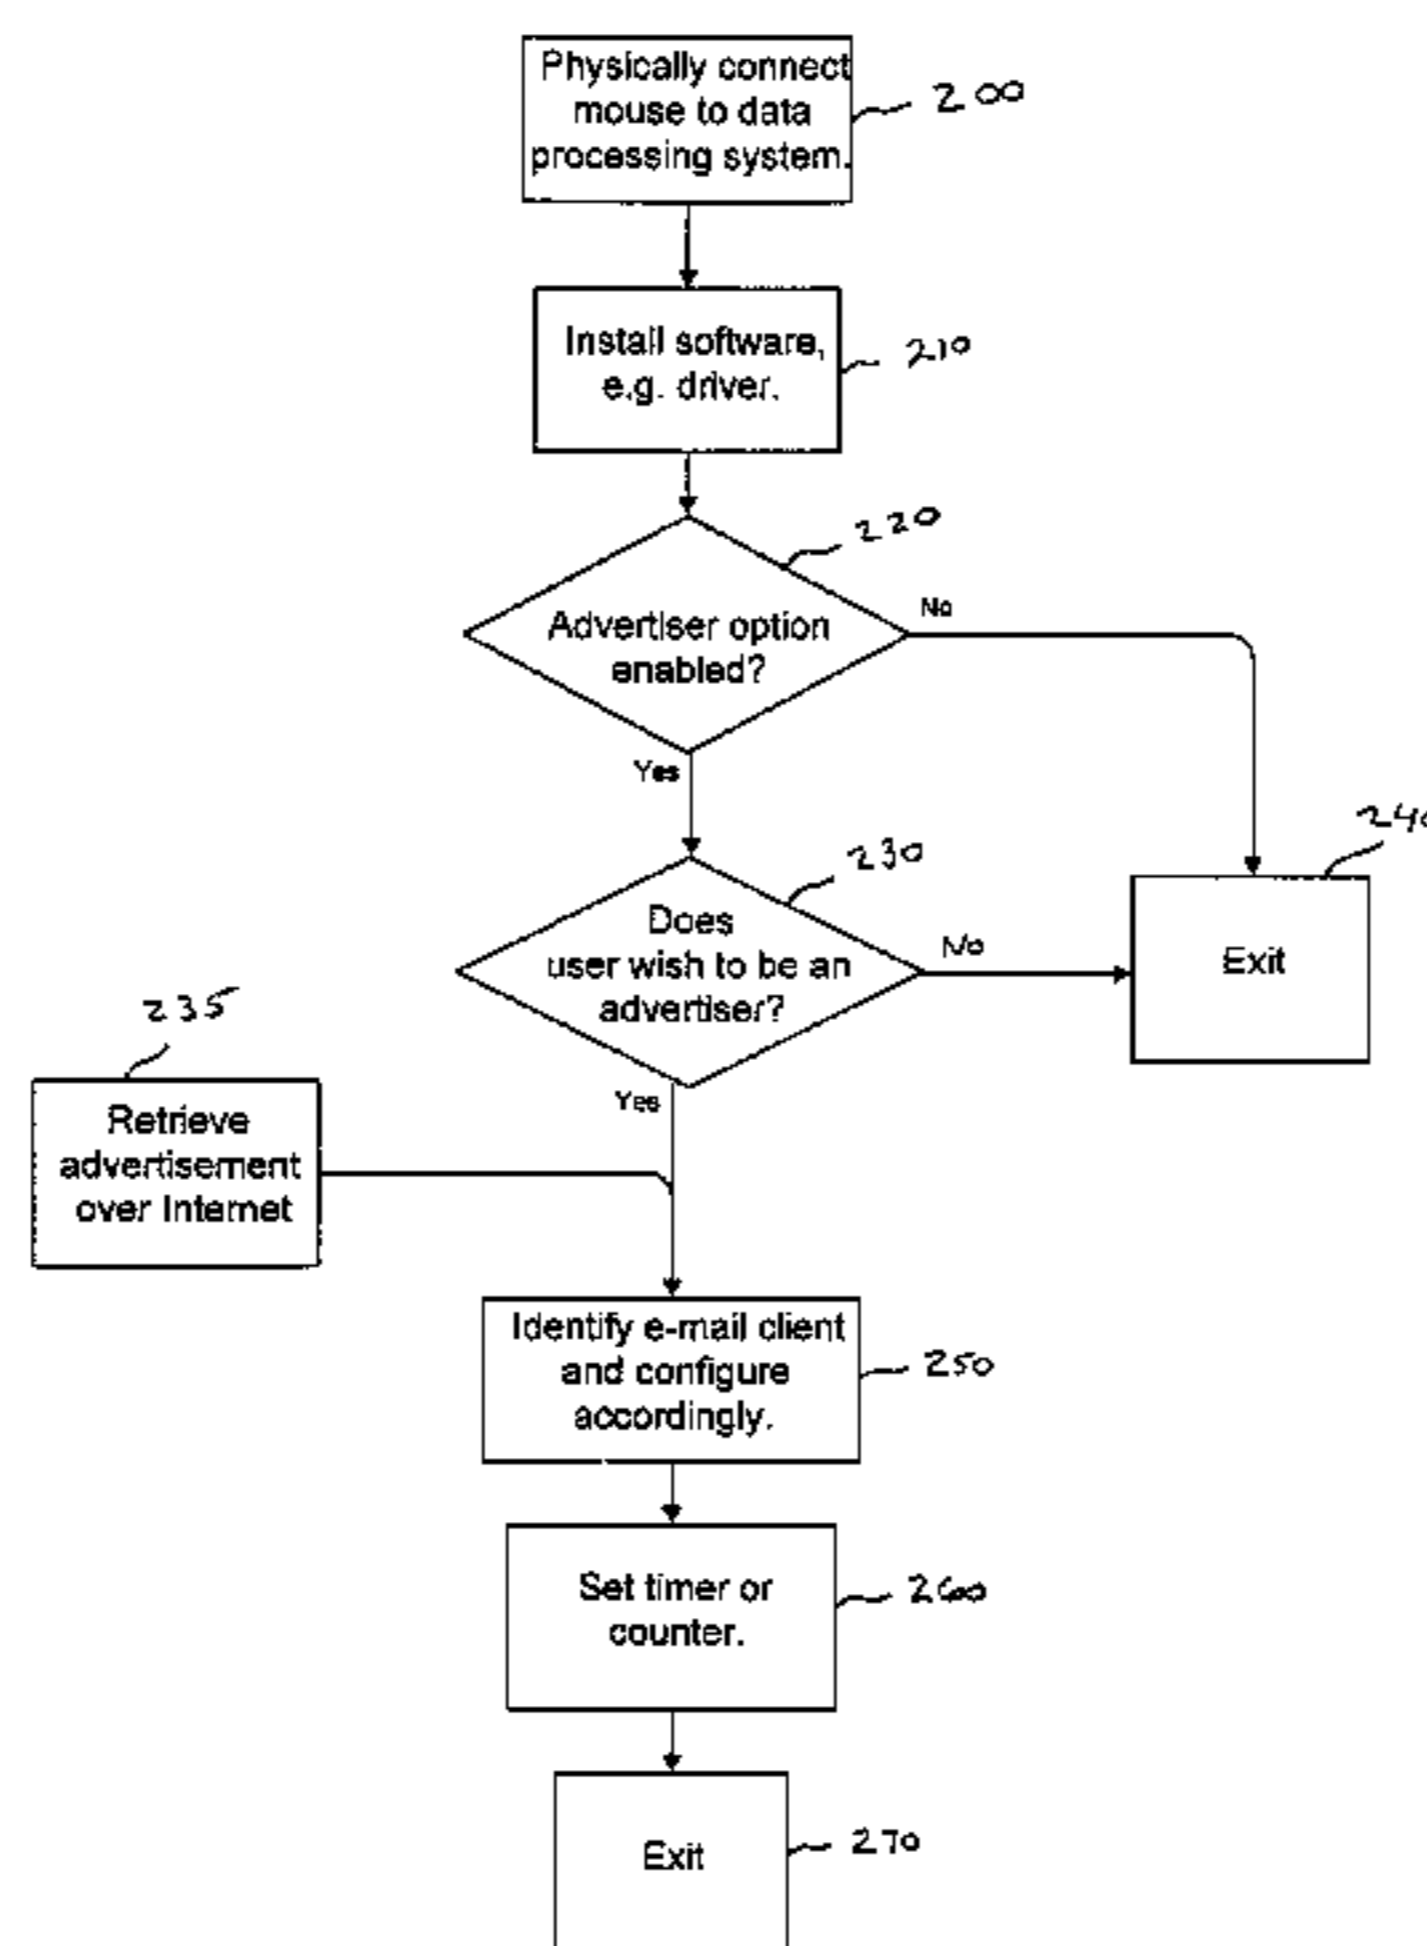 Physically connect
mouse to data
processing system.
200
Install software,
e.g. driver.
210
220
Advertiser option
enabled?
No
Yes
230
240
Does
user wish to be an
advertiser?
No
Exit
235
Yes
Retrieve
advertisement
over Internet
Identify e-mail client
and configure
accordingly.
250
Set timer or
counter.
260
Exit
270